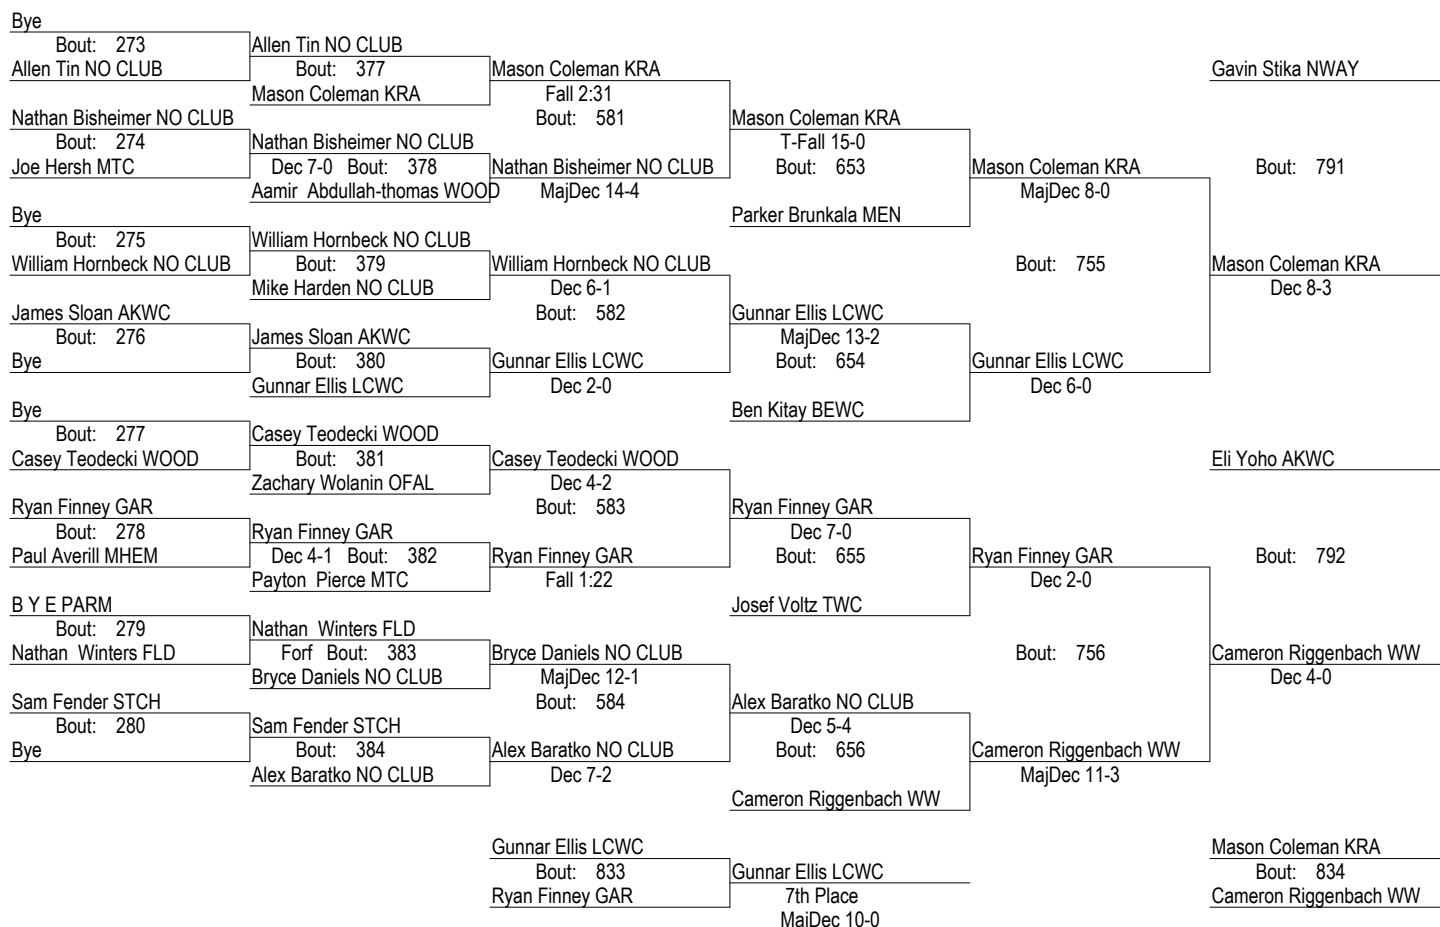 Bye
Bout: 273
Allen Tin NO CLUB
Allen Tin NO CLUB
Bout: 377
Mason Coleman KRA
Mason Coleman KRA
Fall 2:31
Bout: 581
Gavin Stika NWAY
Nathan Bisheimer NO CLUB
Bout: 274
Joe Hersh MTC
Nathan Bisheimer NO CLUB
Dec 7-0 Bout: 378
Aamir Abdullah-thomas WOOD
Nathan Bisheimer NO CLUB
MajDec 14-4
Mason Coleman KRA
T-Fall 15-0
Bout: 653
Parker Brunkala MEN
Mason Coleman KRA
MajDec 8-0
Bout: 791
Bye
Bout: 275
William Hornbeck NO CLUB
William Hornbeck NO CLUB
Bout: 379
Mike Harden NO CLUB
William Hornbeck NO CLUB
Dec 6-1
Bout: 582
Bout: 755
Mason Coleman KRA
Dec 8-3
James Sloan AKWC
Bout: 276
Bye
James Sloan AKWC
Bout: 380
Gunnar Ellis LCWC
Gunnar Ellis LCWC
Dec 2-0
Gunnar Ellis LCWC
MajDec 13-2
Bout: 654
Ben Kitay BEWC
Gunnar Ellis LCWC
Dec 6-0
Bye
Bout: 277
Casey Teodecki WOOD
Casey Teodecki WOOD
Bout: 381
Zachary Wolanin OFAL
Casey Teodecki WOOD
Dec 4-2
Bout: 583
Eli Yoho AKWC
Ryan Finney GAR
Bout: 278
Paul Averill MHEM
Ryan Finney GAR
Dec 4-1 Bout: 382
Payton Pierce MTC
Ryan Finney GAR
Fall 1:22
Ryan Finney GAR
Dec 7-0
Bout: 655
Josef Voltz TWC
Ryan Finney GAR
Dec 2-0
Bout: 792
B Y E PARM
Bout: 279
Nathan Winters FLD
Nathan Winters FLD
Forf Bout: 383
Bryce Daniels NO CLUB
Bryce Daniels NO CLUB
MajDec 12-1
Bout: 584
Bout: 756
Cameron Riggenbach WW
Dec 4-0
Sam Fender STCH
Bout: 280
Bye
Sam Fender STCH
Bout: 384
Alex Baratko NO CLUB
Alex Baratko NO CLUB
Dec 7-2
Alex Baratko NO CLUB
Dec 5-4
Bout: 656
Cameron Riggenbach WW
Cameron Riggenbach WW
MajDec 11-3
Gunnar Ellis LCWC
Bout: 833
Ryan Finney GAR
Gunnar Ellis LCWC
7th Place
MajDec 10-0
Mason Coleman KRA
Bout: 834
Cameron Riggenbach WW